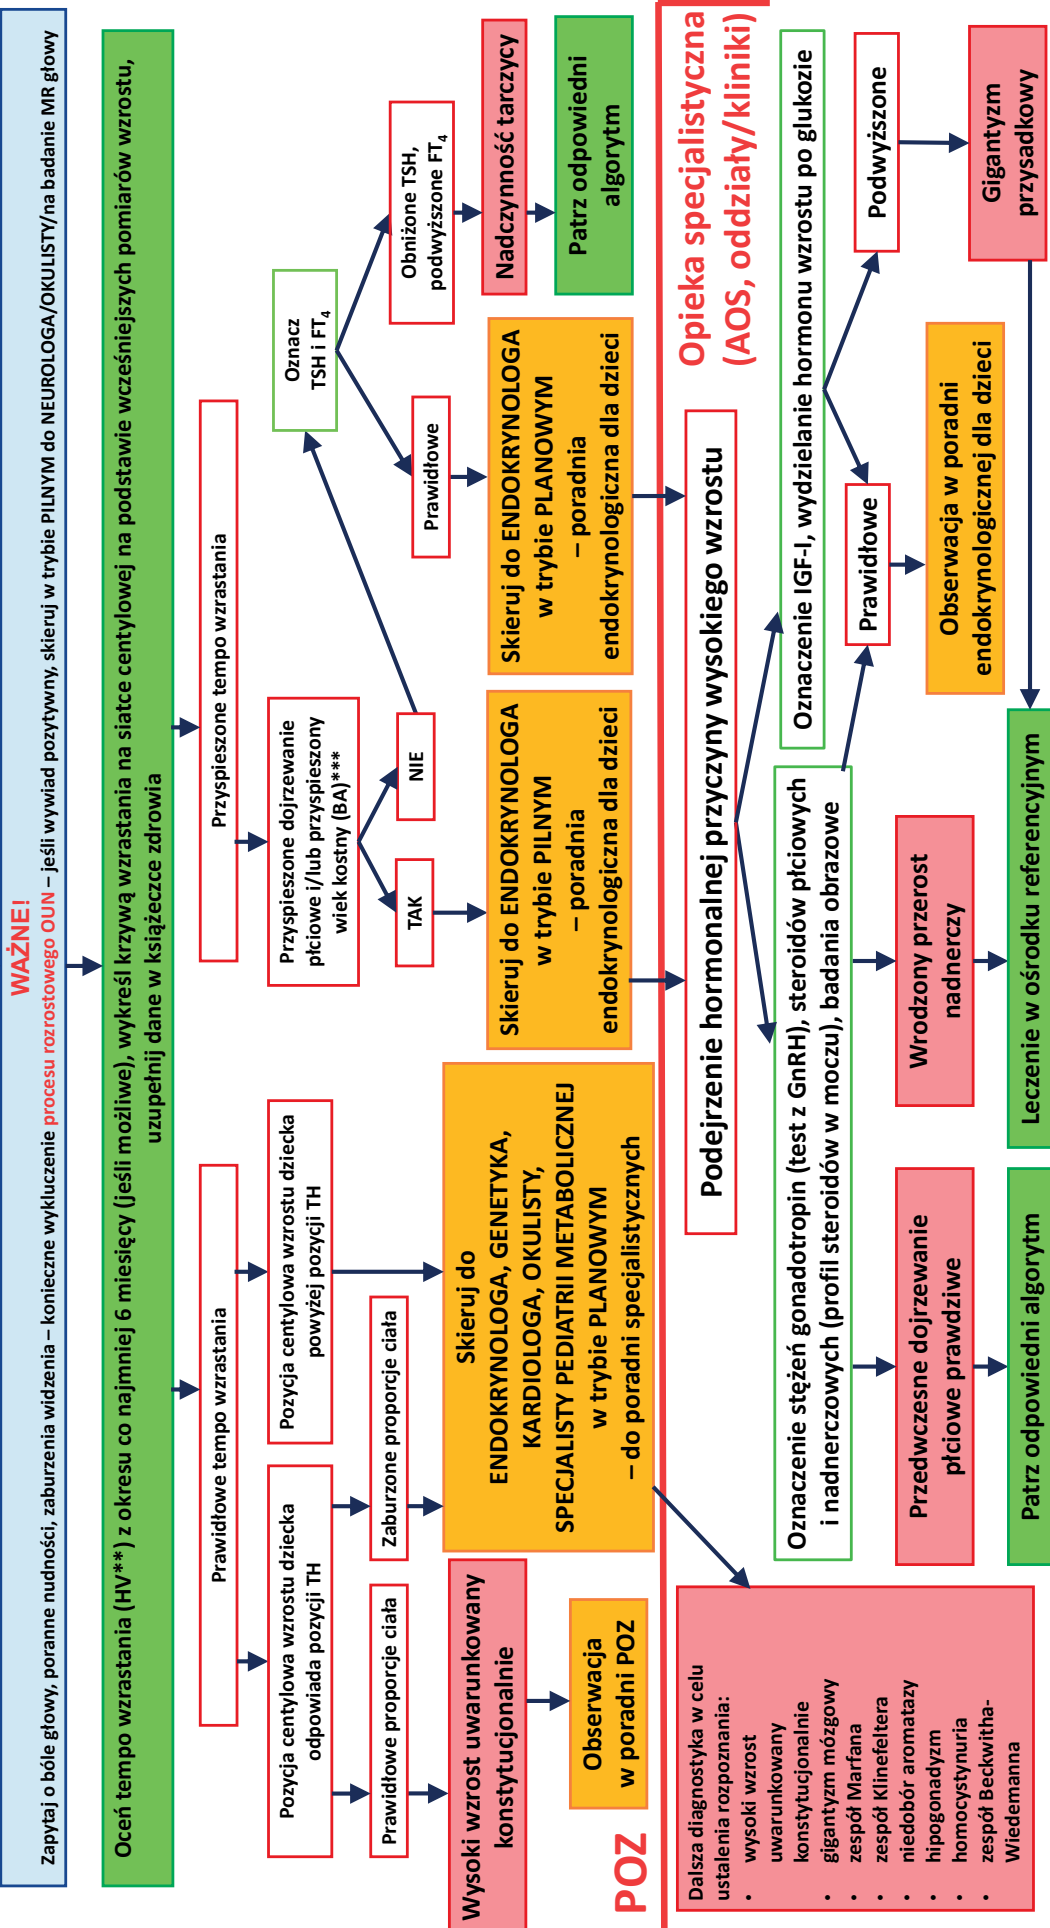 WAŻNE!
Zapytaj o bóle głowy, poranne nudności, zaburzenia widzenia – konieczne wykluczenie procesu rozrostowego OUN – jeśli wywiad pozytywny, skieruj w trybie PILNYM do NEUROLOGA/OKULISTY/na badanie MR głowy
Oceń tempo wzrastania (HV**) z okresu co najmniej 6 miesięcy (jeśli możliwe), wykreśl krzywą wzrastania na siatce centylowej na podstawie wcześniejszych pomiarów wzrostu,
uzupełnij dane w książeczce zdrowia
Prawidłowe tempo wzrastania
Przyspieszone tempo wzrastania
Pozycja centylowa wzrostu dziecka
odpowiada pozycji TH
Pozycja centylowa wzrostu dziecka
powyżej pozycji TH
Przyspieszone dojrzewanie
płciowe i/lub przyspieszony
wiek kostny (BA)***
Oznacz
TSH i FT₄
Prawidłowe proporcje ciała
Zaburzone proporcje ciała
TAK
NIE
Prawidłowe
Obniżone TSH,
podwyższone FT₄
Wysoki wzrost uwarunkowany
konstytucjonalnie
Skieruj do
ENDOKRYNOLOGA, GENETYKA,
KARDIOLOGA, OKULISTY,
SPECJALISTY PEDIATRII METABOLICZNEJ
w trybie PLANOWYM
– do poradni specjalistycznych
Skieruj do ENDOKRYNOLOGA
w trybie PILNYM
– poradnia
endokrynologiczna dla dzieci
Skieruj do ENDOKRYNOLOGA
w trybie PLANOWYM
– poradnia
endokrynologiczna dla dzieci
Nadczynność tarczycy
Patrz odpowiedni
algorytm
Obserwacja
w poradni POZ
POZ
Opieka specjalistyczna
(AOS, oddziały/kliniki)
Dalsza diagnostyka w celu
ustalenia rozpoznania:
• wysoki wzrost
uwarunkowany
konstytucjonalnie
• gigantyzm mózgowy
• zespół Marfana
• zespół Klinefeltera
• niedobór aromatazy
• hipogonadyzm
• homocystynuria
• zespół Beckwitha-
Wiedemanna
Podejrzenie hormonalnej przyczyny wysokiego wzrostu
Oznaczenie stężeń gonadotropin (test z GnRH), steroidów płciowych
i nadnerczowych (profil steroidów w moczu), badania obrazowe
Oznaczenie IGF-I, wydzielanie hormonu wzrostu po glukozie
Prawidłowe
Podwyższone
Przedwczesne dojrzewanie
płciowe prawdziwe
Wrodzony przerost
nadnerczy
Obserwacja w poradni
endokrynologicznej dla dzieci
Gigantyzm
przysadkowy
Patrz odpowiedni algorytm
Leczenie w ośrodku referencyjnym